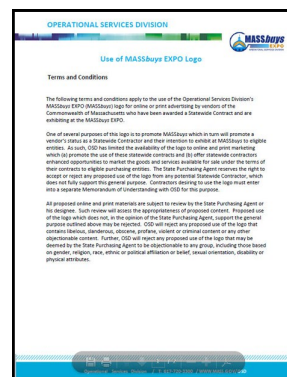 OPERATIONAL SERVICES DIVISION
MASSbuys
EXPO
Use of MASSbuys EXPO Logo
Terms and Conditions
The following terms and conditions apply to the use of the Operational Services Division's
MASSbuys EXPO (MASSbuys) logo for online or print advertising by vendors of the
Commonwealth of Massachusetts who have been awarded a Statewide Contract and are
exhibiting at the MASSbuys EXPO.
One of several purposes of this logo is to promote MASSbuys which in turn will promote a
vendor's status as a Statewide Contractor and their intention to exhibit at MASSbuys to eligible
entities. As such, OSD has limited the availability of the logo to online and print marketing
which (a) promote the use of these statewide contracts and (b) offer statewide contractors
enhanced opportunities to market the goods and services available for sale under the terms of
their contracts to eligible purchasing entities. The State Purchasing Agent reserves the right to
accept or reject any proposed use of the logo from any potential Statewide Contractor, which
does not fully support this general purpose. Contractors desiring to use the logo must enter
into a separate Memorandum of Understanding with OSD for this purpose.
All proposed online and print materials are subject to review by the State Purchasing Agent or
his designee. Such review will assess the appropriateness of proposed content. Proposed use
of the logo which does not, in the opinion of the State Purchasing Agent, support the general
purpose outlined above may be rejected. OSD will reject any proposed use of the logo that
contains libelous, slanderous, obscene, profane, violent or criminal content or any other
objectionable content. Further, OSD will reject any proposed use of the logo that may be
deemed by the State Purchasing Agent to be objectionable to any group, including those based
on gender, religion, race, ethnic or political affiliation or belief, sexual orientation, disability or
physical attributes.